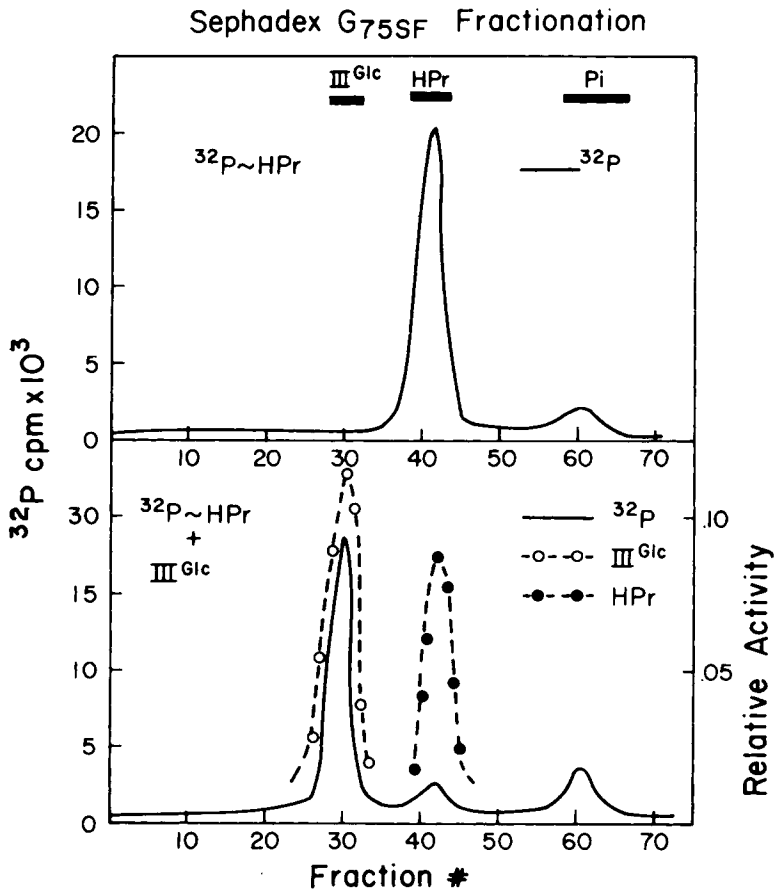 Sephadex G75SF Fractionation
III Glc
HPr
Pi
32P~HPr
32P
20
15
10
5
0
10 20 30 40 50 60 70
32P cpm x 10³
32P~HPr
+
III Glc
32P
III Glc
HPr
30
15
10
5
0
.10
.05
Relative Activity
10 20 30 40 50 60 70
Fraction #